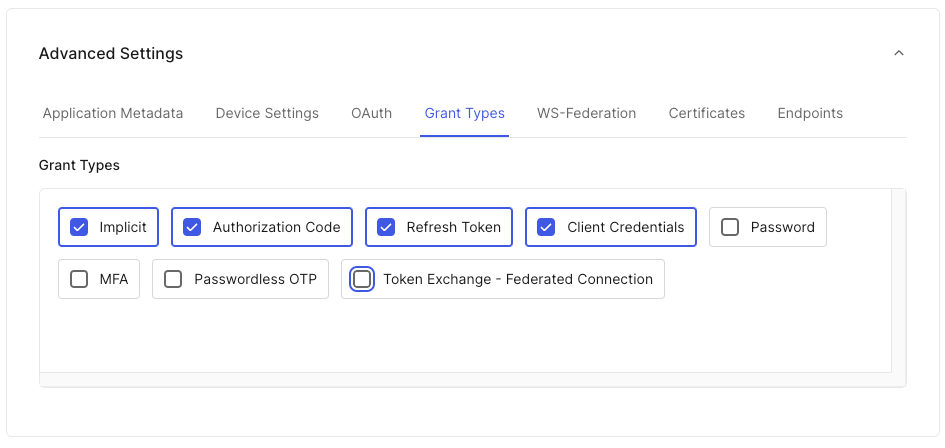 Advanced Settings
Application Metadata Device Settings OAuth Grant Types WS-Federation Certificates Endpoints
Grant Types
Implicit Authorization Code Refresh Token Client Credentials Password
MFA Passwordless OTP Token Exchange - Federated Connection